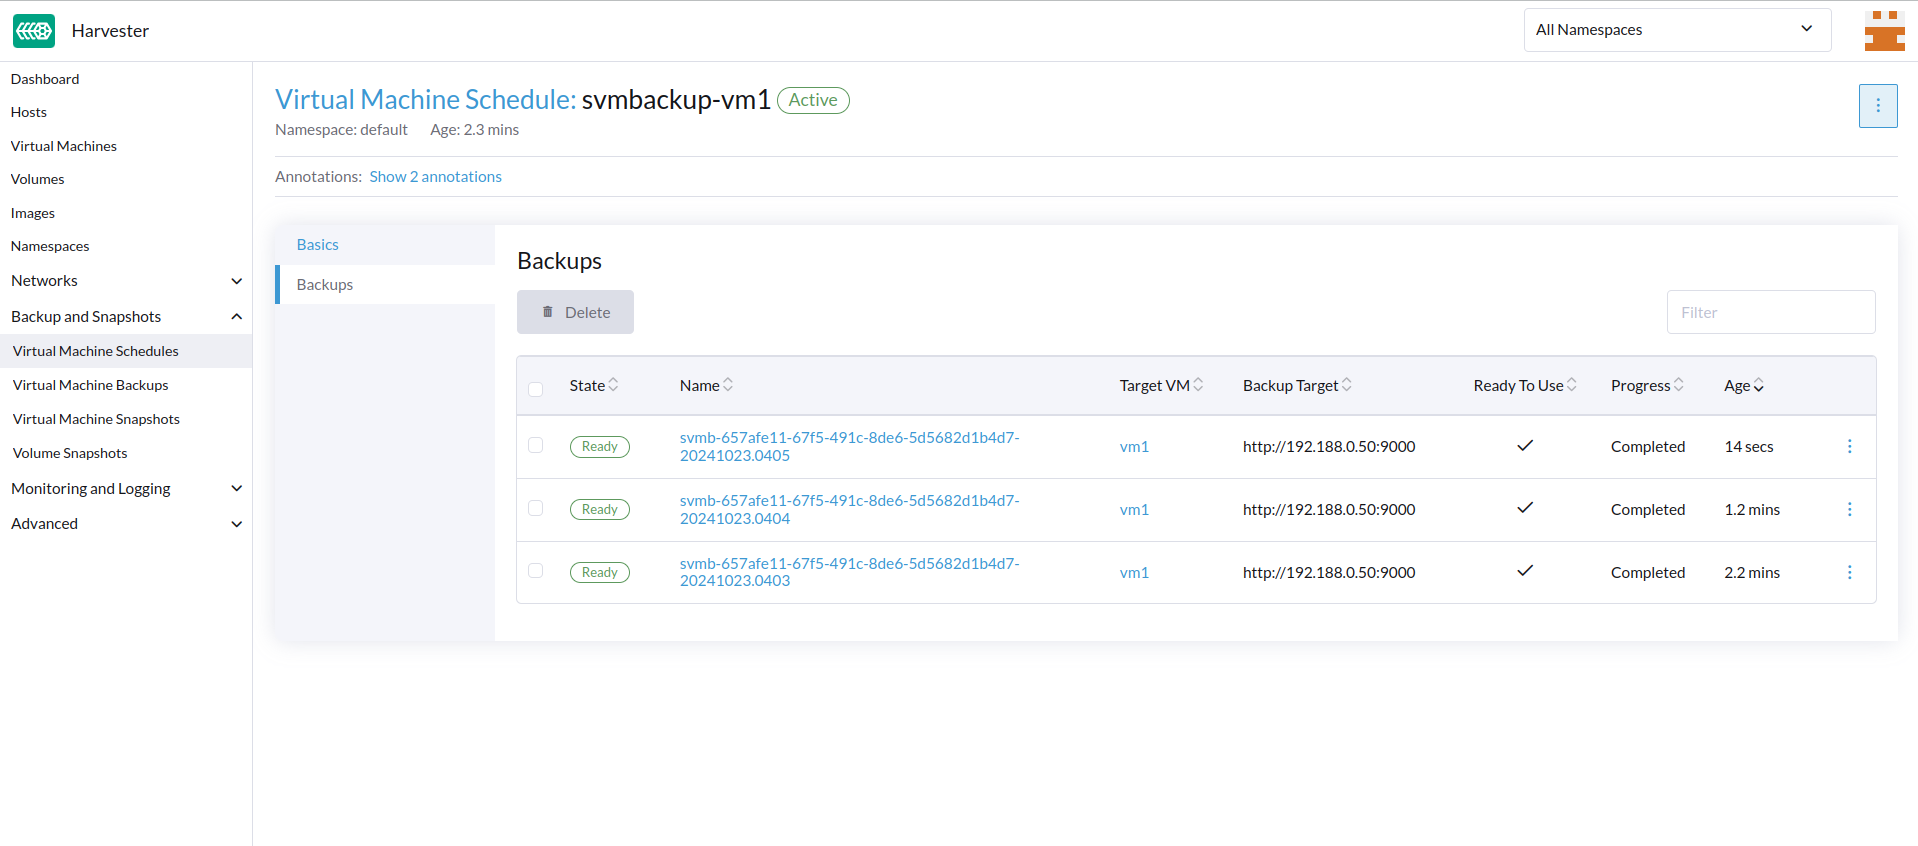 Harvester
All Namespaces
Dashboard
Hosts
Virtual Machines
Volumes
Images
Namespaces
Networks
Backup and Snapshots
Virtual Machine Schedules
Virtual Machine Backups
Virtual Machine Snapshots
Volume Snapshots
Monitoring and Logging
Advanced
Virtual Machine Schedule: svmbackup-vm1 Active
Namespace: default Age: 2.3 mins
Annotations: Show 2 annotations
Basics
Backups
Backups
Delete
Filter
State Name Target VM Backup Target Ready To Use Progress Age
Ready svmb-657afe11-67f5-491c-8de6-5d5682d1b4d7- vm1 http://192.188.0.50:9000 Completed 14 secs
20241023.0405
Ready svmb-657afe11-67f5-491c-8de6-5d5682d1b4d7- vm1 http://192.188.0.50:9000 Completed 1.2 mins
20241023.0404
Ready svmb-657afe11-67f5-491c-8de6-5d5682d1b4d7- vm1 http://192.188.0.50:9000 Completed 2.2 mins
20241023.0403